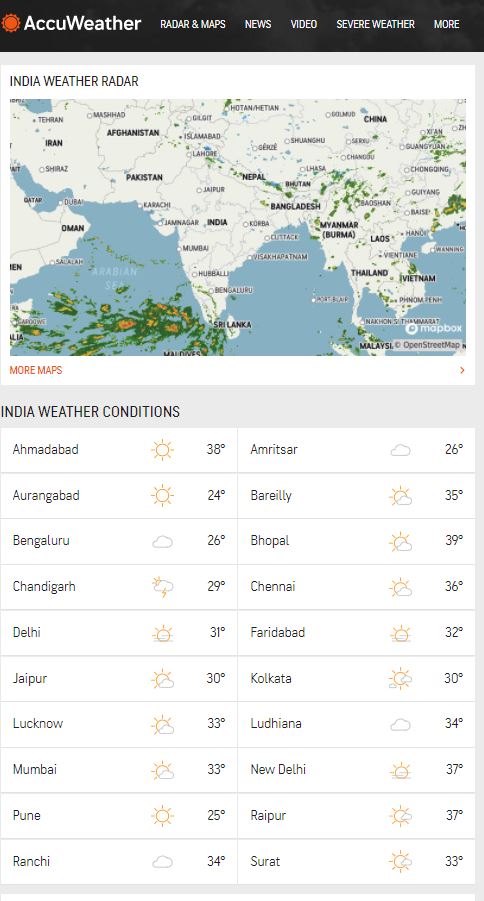 AccuWeather RADAR & MAPS NEWS VIDEO SEVERE WEATHER MORE
INDIA WEATHER RADAR
HOTAN/HETIAN
GOLMUD
CHINA
TEHRAN
MASHHAD
GILGIT
AFGHANISTAN
ISLAMABAD
SHUANGHU
SERXU
XI'AN
IRAN
LAHORE
GÊRZÊ
CHANGDU
GUANGYUAN
SHIRAZ
PAKISTAN
NEPAL
LHASA
CHONGQING
JAIPUR
BHUTAN
QATAR
DUBAI
KARACHI
BANGLADESH
BAOSHAN
GUIYANG
BAISE
OMAN
JAMNAGAR
INDIA
KORBA
MYANMAR
(BURMA)
HANOI
CUTTACK
LAOS
WANNING
MUMBAI
VISAKHAPATNAM
VIENTIANE
SALALAH
ARABIAN
SEA
HUBBALLI
THAILAND
VIETNAM
BENGALURU
PORT BLAIR
PHNOM PENH
SRI LANKA
NAKHON SI THAMMARAT
mapbox
MALDIVES
© OpenStreetMap
MORE MAPS >
INDIA WEATHER CONDITIONS
Ahmadabad 38° Amritsar 26°
Aurangabad 24° Bareilly 35°
Bengaluru 26° Bhopal 39°
Chandigarh 29° Chennai 36°
Delhi 31° Faridabad 32°
Jaipur 30° Kolkata 30°
Lucknow 33° Ludhiana 34°
Mumbai 33° New Delhi 37°
Pune 25° Raipur 37°
Ranchi 34° Surat 33°